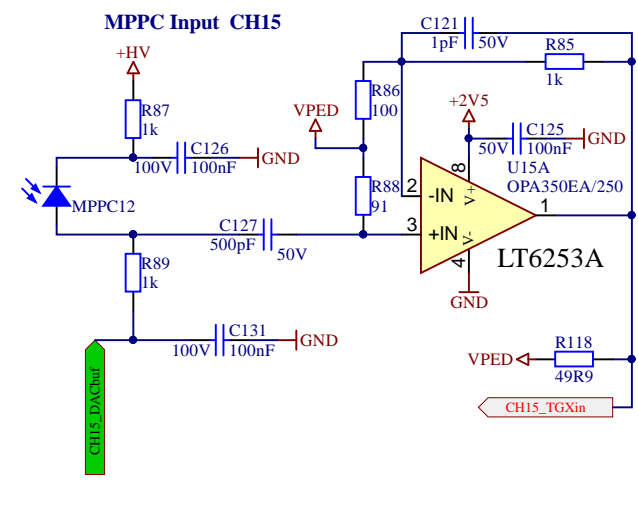 MPPC Input  CH15
C121
1pF 50V
+HV
R85
1k
R86
100
+2V5
VPED
R87
1k
C126
100V 100nF
GND
C125
50V 100nF
GND
U15A
OPA350EA/250
MPPC12
R88
91
2
-IN
8
V+
1
C127
500pF
50V
3
+IN
V-
4
LT6253A
R89
1k
GND
C131
100V 100nF
GND
R118
VPED
49R9
CH15_DACbuf
CH15_TGXin